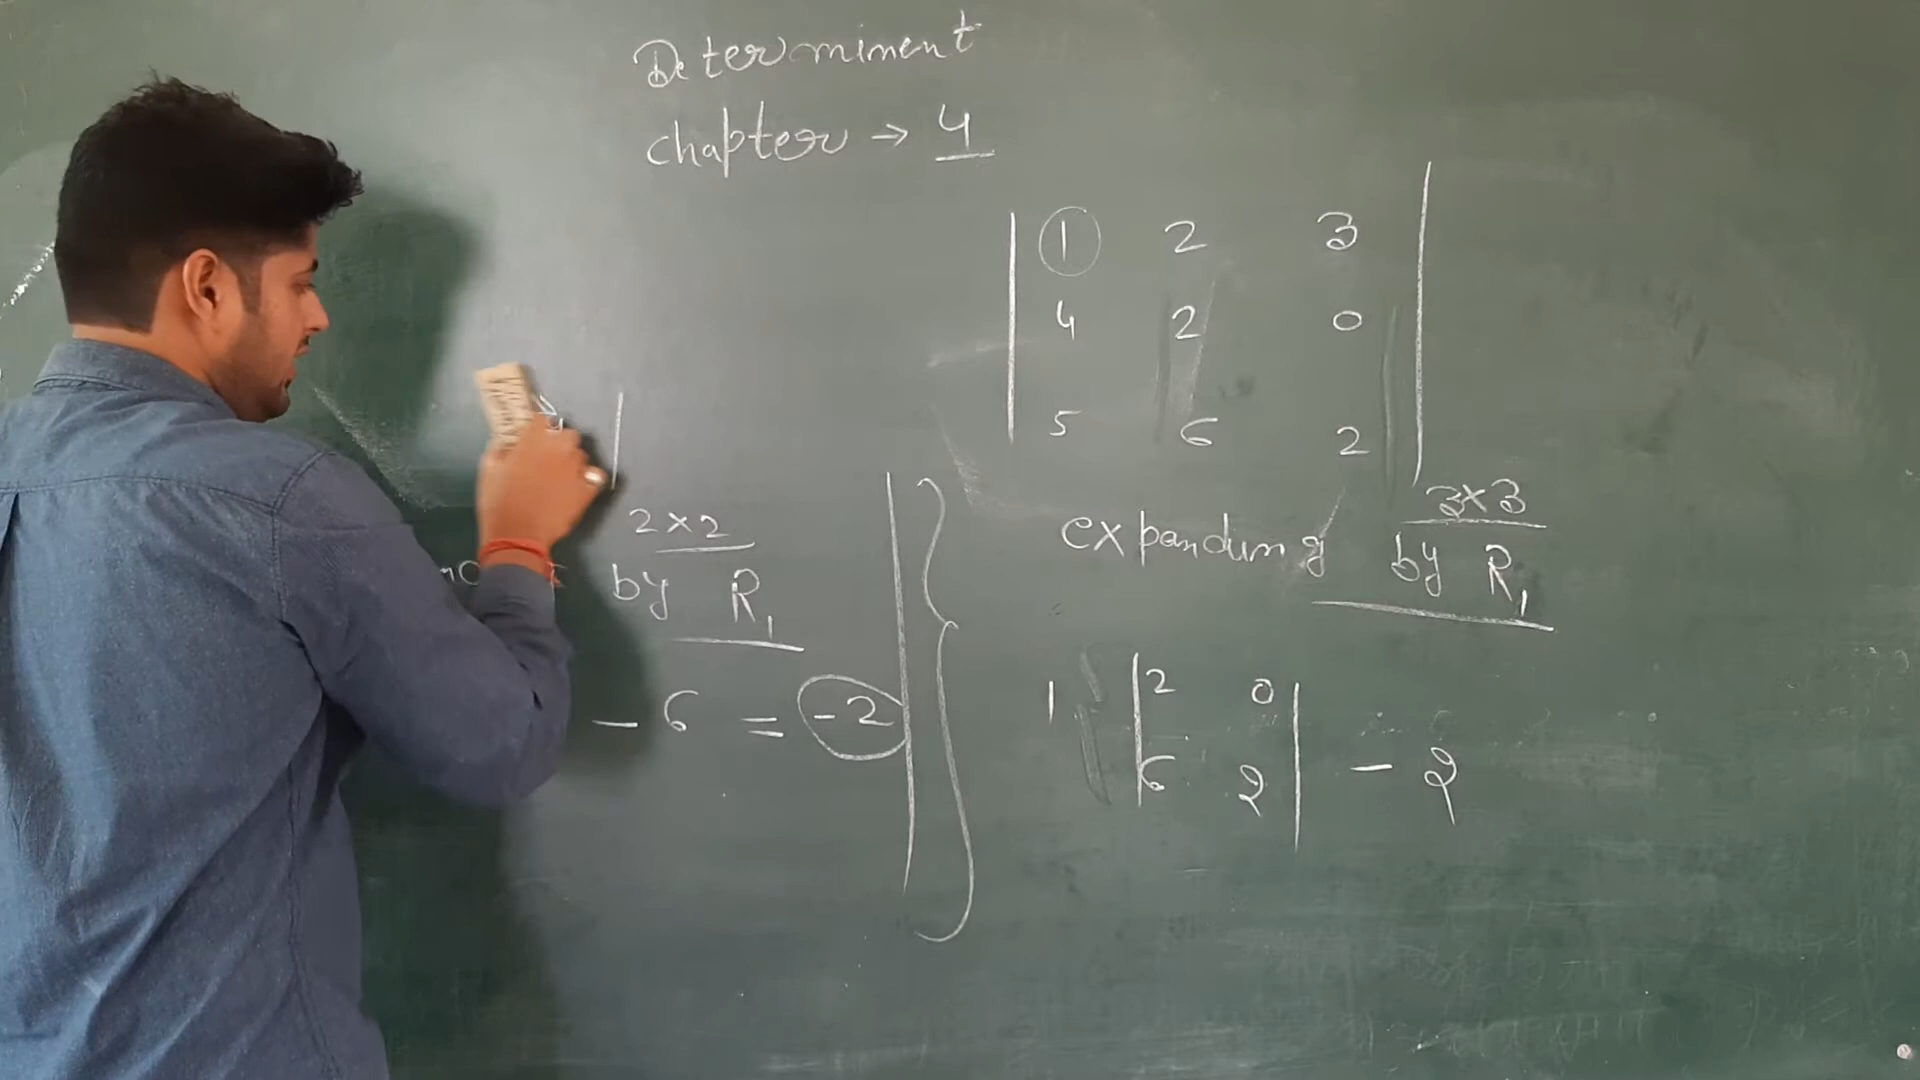 Determinent
chapter → 4
1 2 3
4 2 0
5 6 2
3×3
expanding by R1
2×2
by R1
- 6 = -2
1 | 2 0 | - 2
| 6 2 |